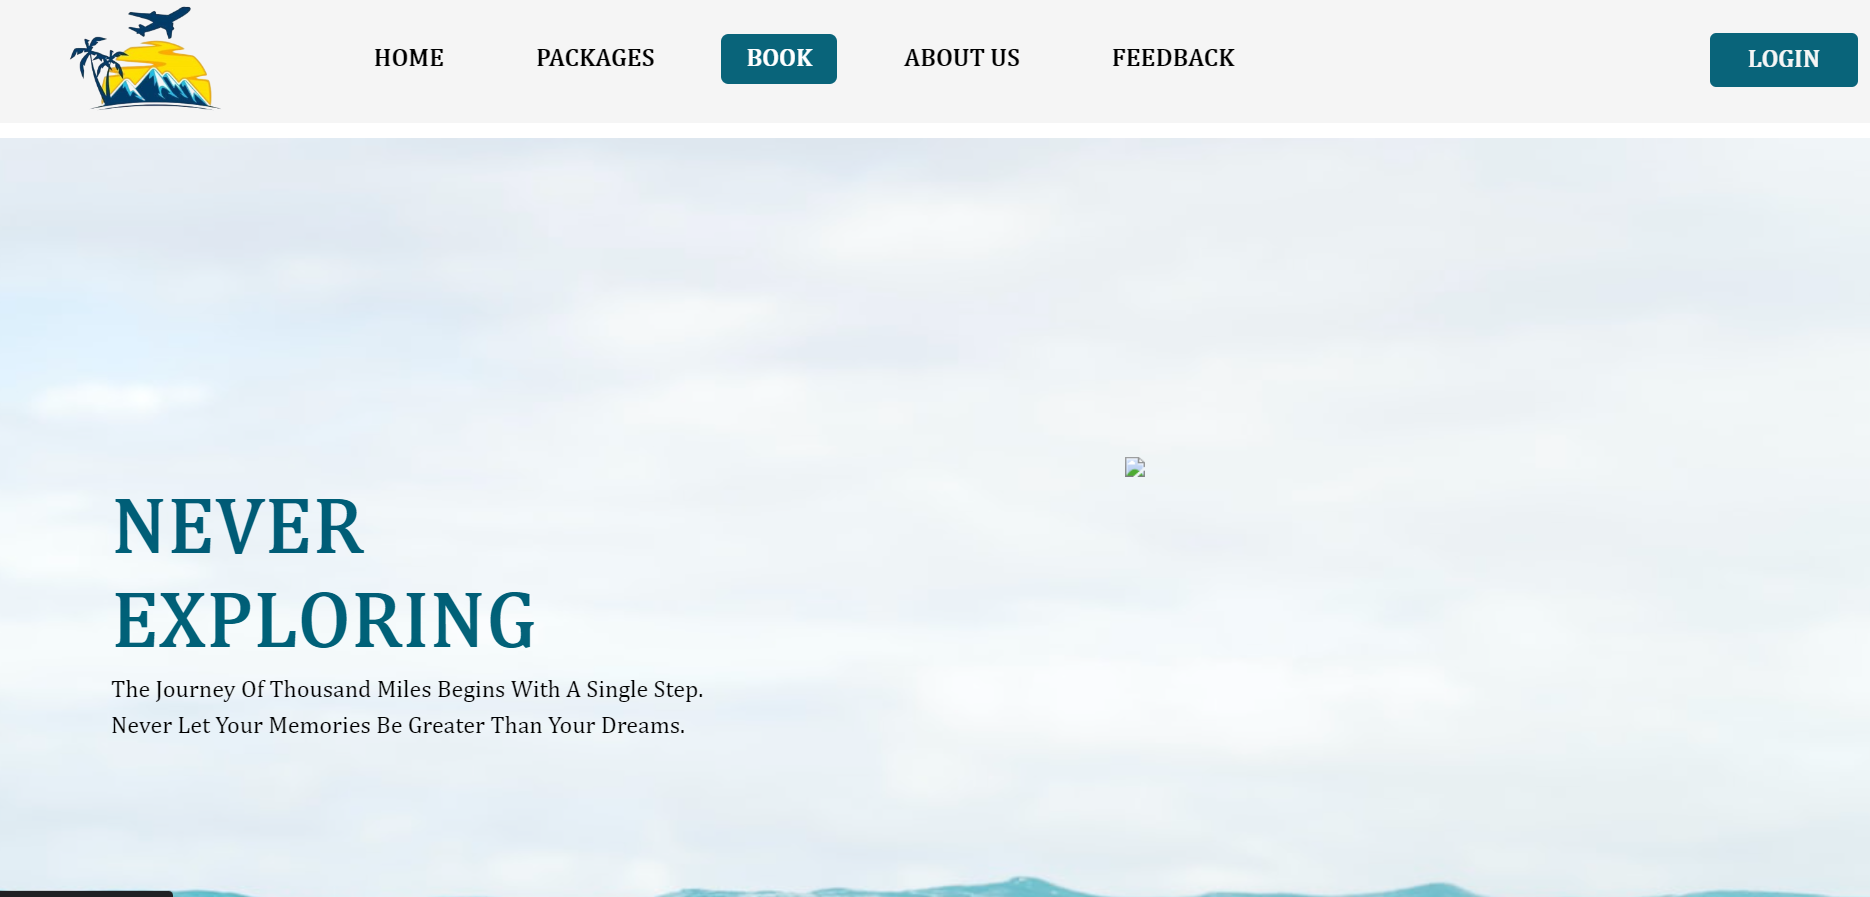 HOME PACKAGES BOOK ABOUT US FEEDBACK LOGIN
NEVER
EXPLORING
The Journey Of Thousand Miles Begins With A Single Step.
Never Let Your Memories Be Greater Than Your Dreams.